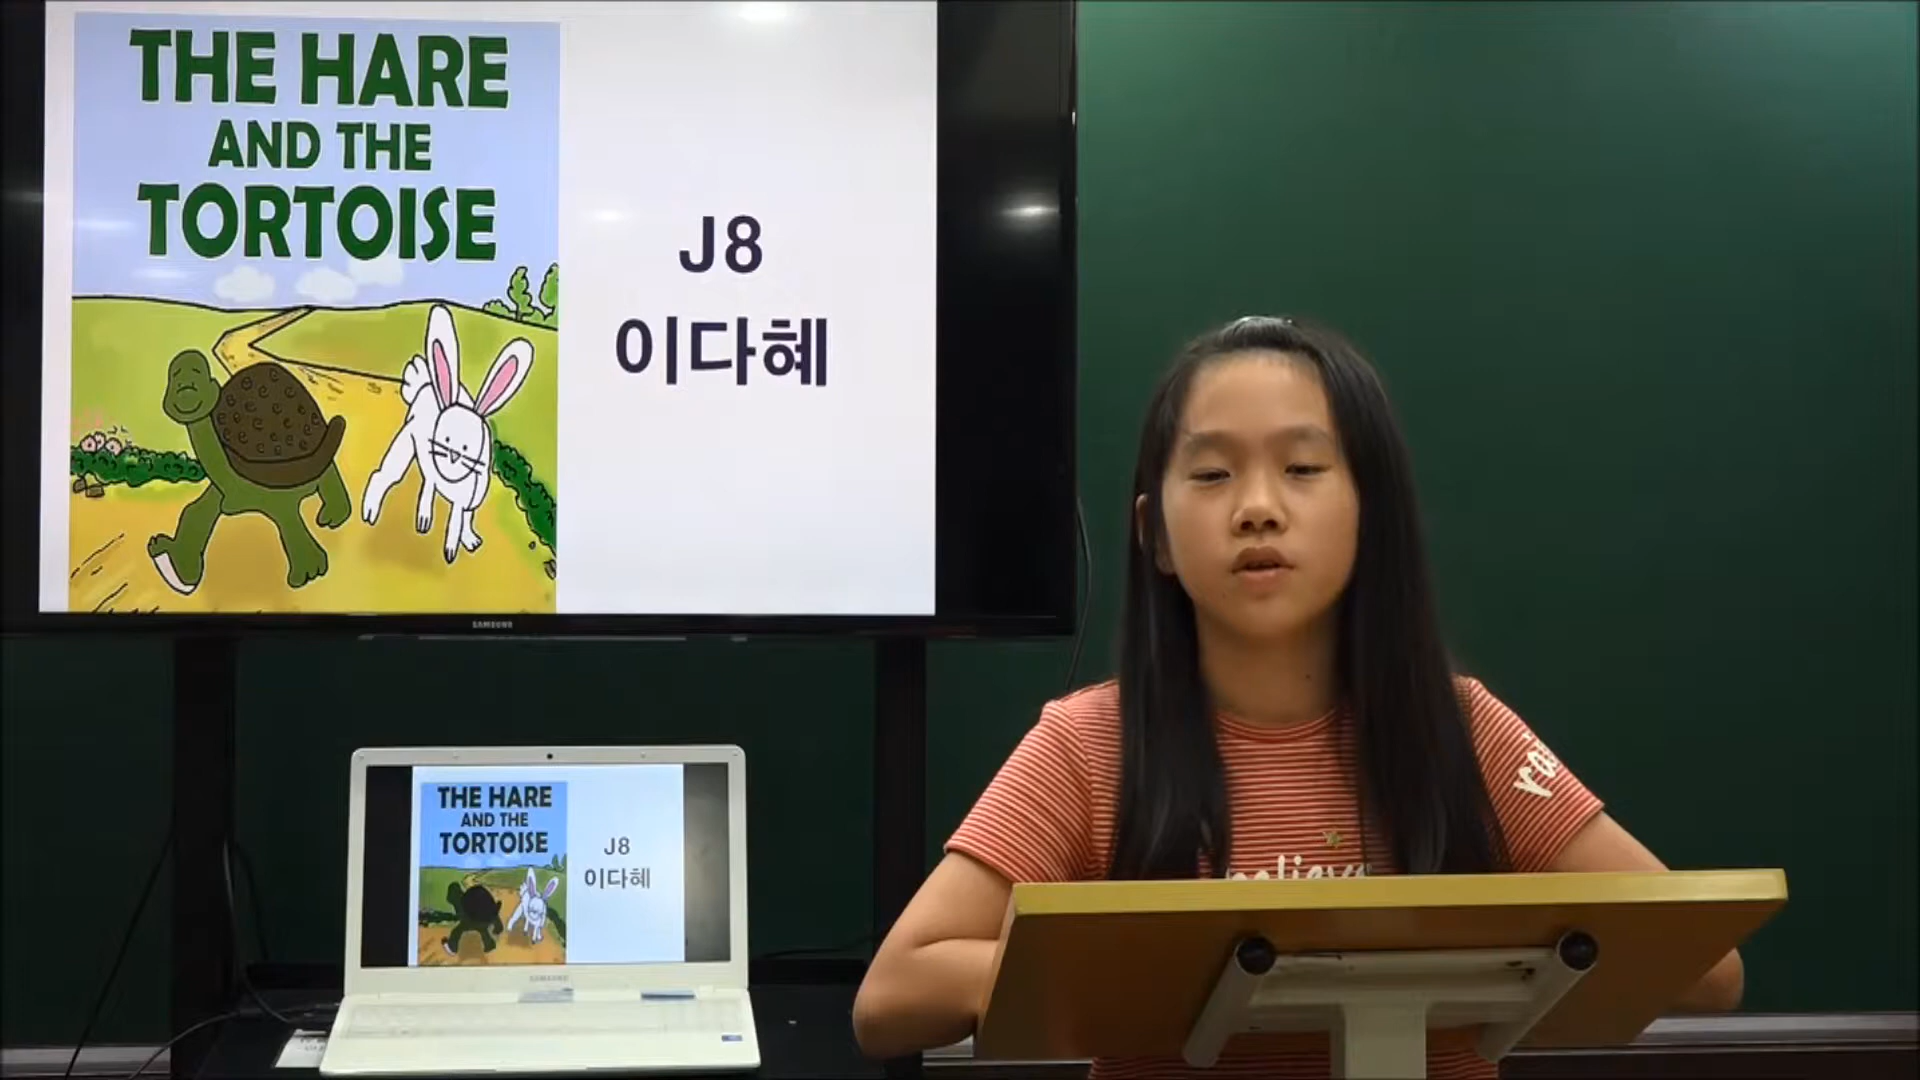 THE HARE
AND THE
TORTOISE
J8
이다혜
SAMSUNG
THE HARE
AND THE
TORTOISE
J8
이다혜
SAMSUNG
believe